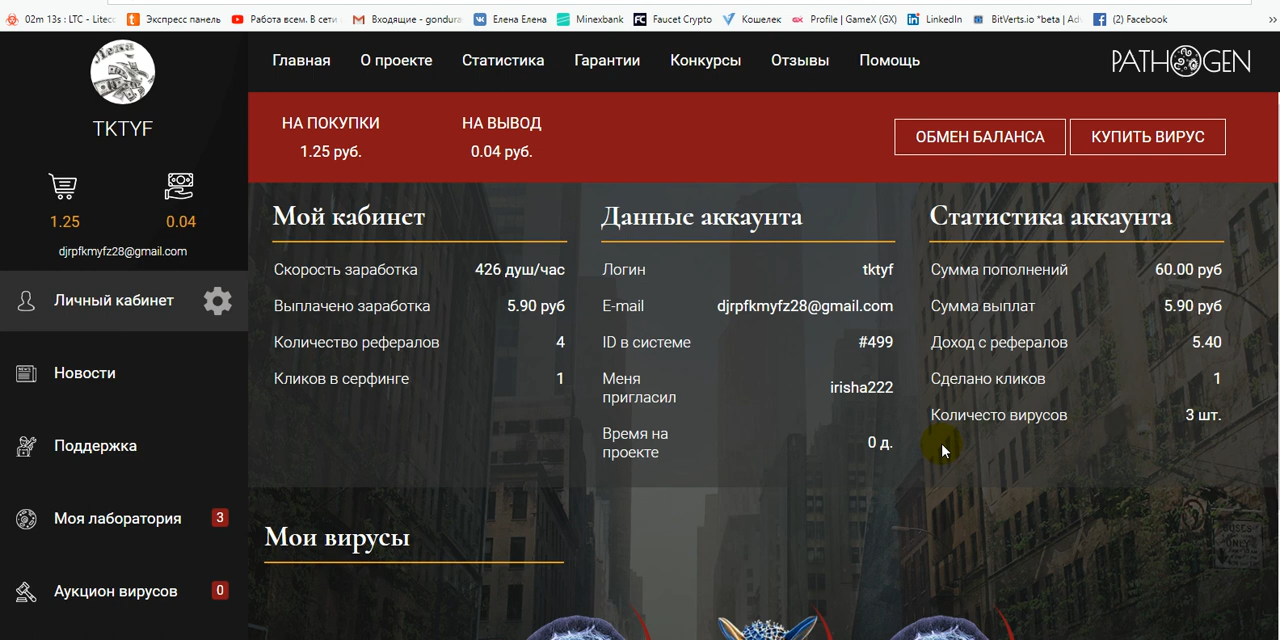 02m 13s : LTC - Litec
Экспресс панель
Работа всем. В сети
Входящие - gondura
Елена Елена
Minexbank
Faucet Crypto
Кошелек
Profile | GameX (GX)
LinkedIn
BitVerts.io *beta | Ad
(2) Facebook
»
Главная
О проекте
Статистика
Гарантии
Конкурсы
Отзывы
Помощь
PATHOGEN
TKTYF
1.25
0.04
djrpfkmyfz28@gmail.com
Личный кабинет
Новости
Поддержка
Моя лаборатория 3
Аукцион вирусов 0
НА ПОКУПКИ
1.25 руб.
НА ВЫВОД
0.04 руб.
ОБМЕН БАЛАНСА
КУПИТЬ ВИРУС
Мой кабинет
Скорость заработка 426 душ/час
Выплачено заработка 5.90 руб
Количество рефералов 4
Кликов в серфинге 1
Данные аккаунта
Логин tktyf
E-mail djrpfkmyfz28@gmail.com
ID в системе #499
Меня
пригласил irisha222
Время на
проекте 0 д.
Статистика аккаунта
Сумма пополнений 60.00 руб
Сумма выплат 5.90 руб
Доход с рефералов 5.40
Сделано кликов 1
Количесто вирусов 3 шт.
Мои вирусы